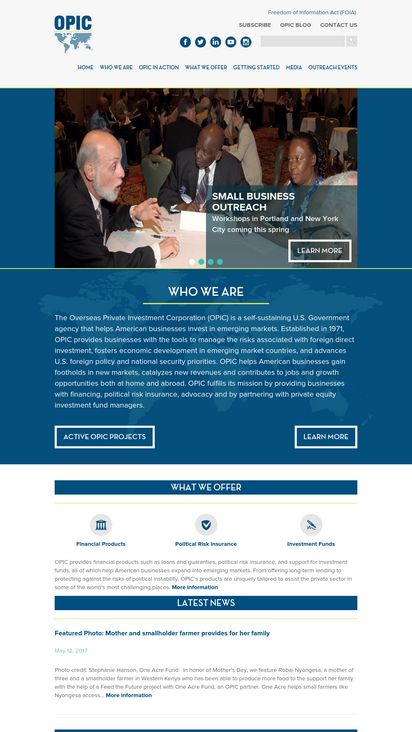 Freedom of Information Act (FOIA)
OPIC
SUBSCRIBE OPIC BLOG CONTACT US
HOME WHO WE ARE OPIC IN ACTION WHAT WE OFFER GETTING STARTED MEDIA OUTREACH EVENTS
SMALL BUSINESS
OUTREACH
Workshops in Portland and New York
City coming this spring
LEARN MORE
WHO WE ARE
The Overseas Private Investment Corporation (OPIC) is a self-sustaining U.S. Government
agency that helps American businesses invest in emerging markets. Established in 1971,
OPIC provides businesses with the tools to manage the risks associated with foreign direct
investment, fosters economic development in emerging market countries, and advances
U.S. foreign policy and national security priorities. OPIC helps American businesses gain
footholds in new markets, catalyzes new revenues and contributes to jobs and growth
opportunities both at home and abroad. OPIC fulfills its mission by providing businesses
with financing, political risk insurance, advocacy and by partnering with private equity
investment fund managers.
ACTIVE OPIC PROJECTS LEARN MORE
WHAT WE OFFER
Financial Products Political Risk Insurance Investment Funds
OPIC provides financial products such as loans and guaranties, political risk insurance, and support for investment
funds, all of which help American businesses expand into emerging markets. From offering long-term lending to
protecting against the risks of political instability, OPIC's products are uniquely tailored to assist the private sector in
some of the world's most challenging places. More information
LATEST NEWS
Featured Photo: Mother and smallholder farmer provides for her family
May 12, 2017
Photo credit: Stephanie Hanson, One Acre Fund In honor of Mother's Day, we feature Robai Nyongesa, a mother of
three and a smallholder farmer in Western Kenya who has been able to produce more food to the support her family
with the help of a Feed the Future project with One Acre Fund, an OPIC partner. One Acre helps small farmers like
Nyongesa access... More information